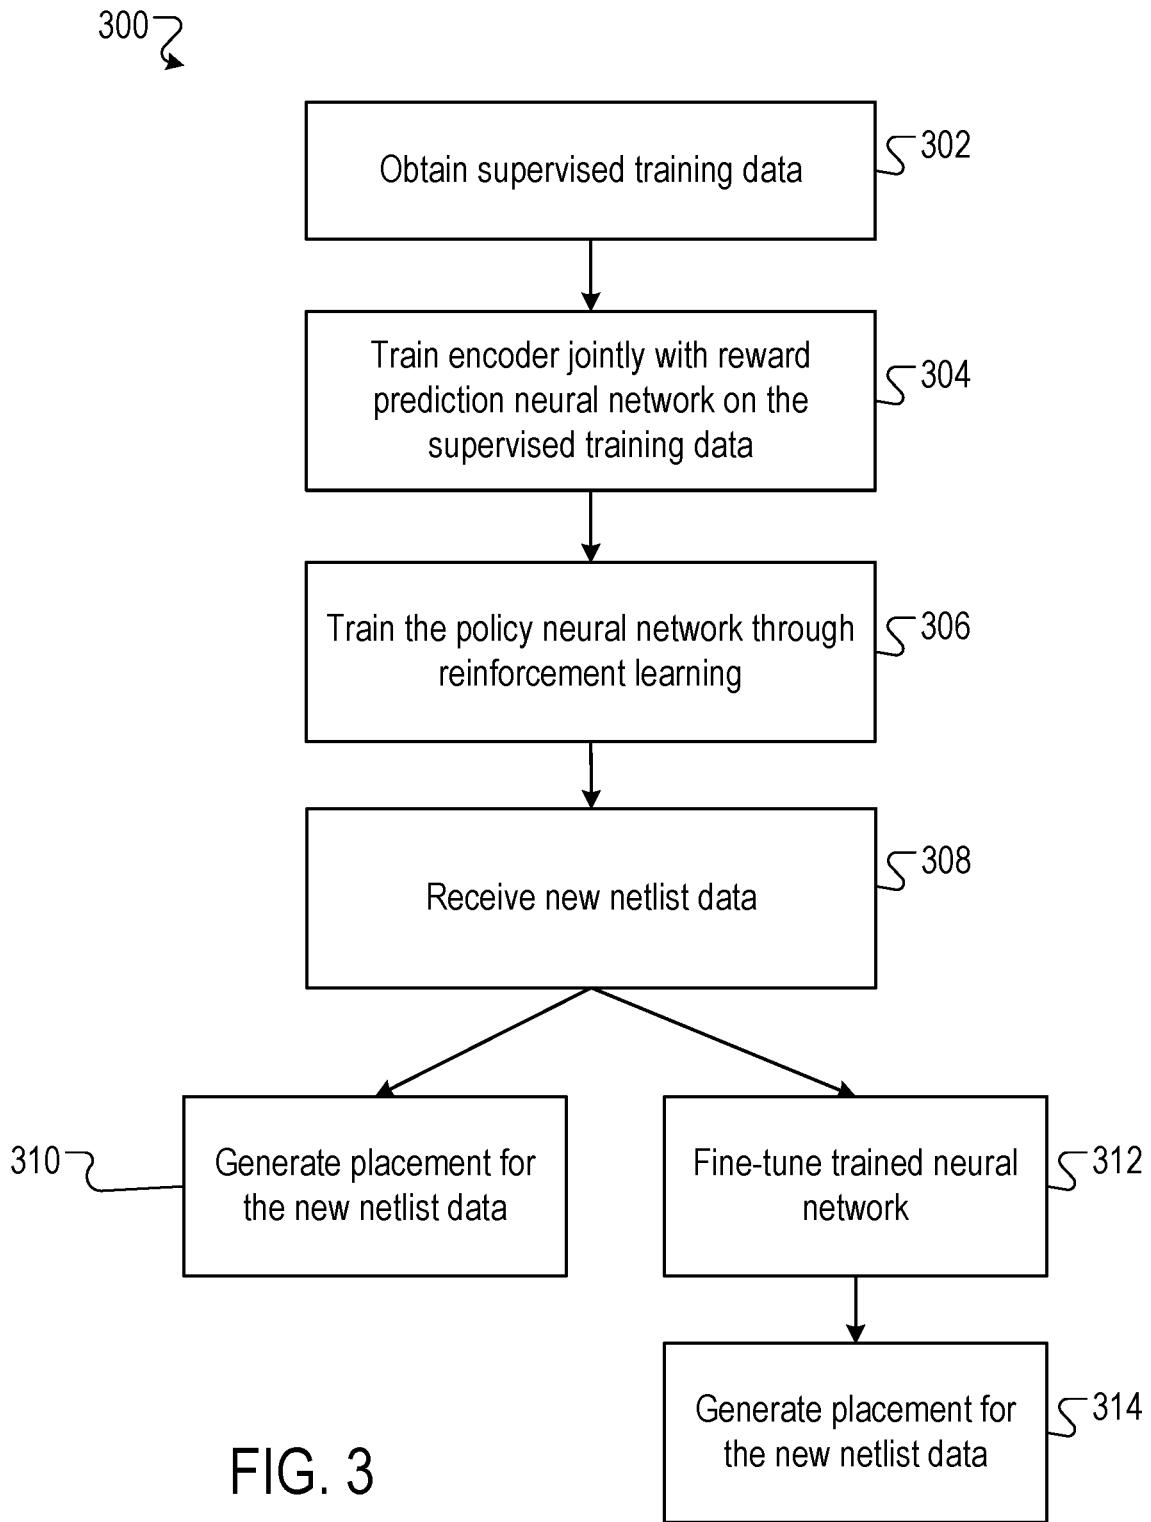 300
Obtain supervised training data
302
Train encoder jointly with reward
prediction neural network on the
supervised training data
304
Train the policy neural network through
reinforcement learning
306
Receive new netlist data
308
310
Generate placement for
the new netlist data
Fine-tune trained neural
network
312
Generate placement for
the new netlist data
314
FIG. 3